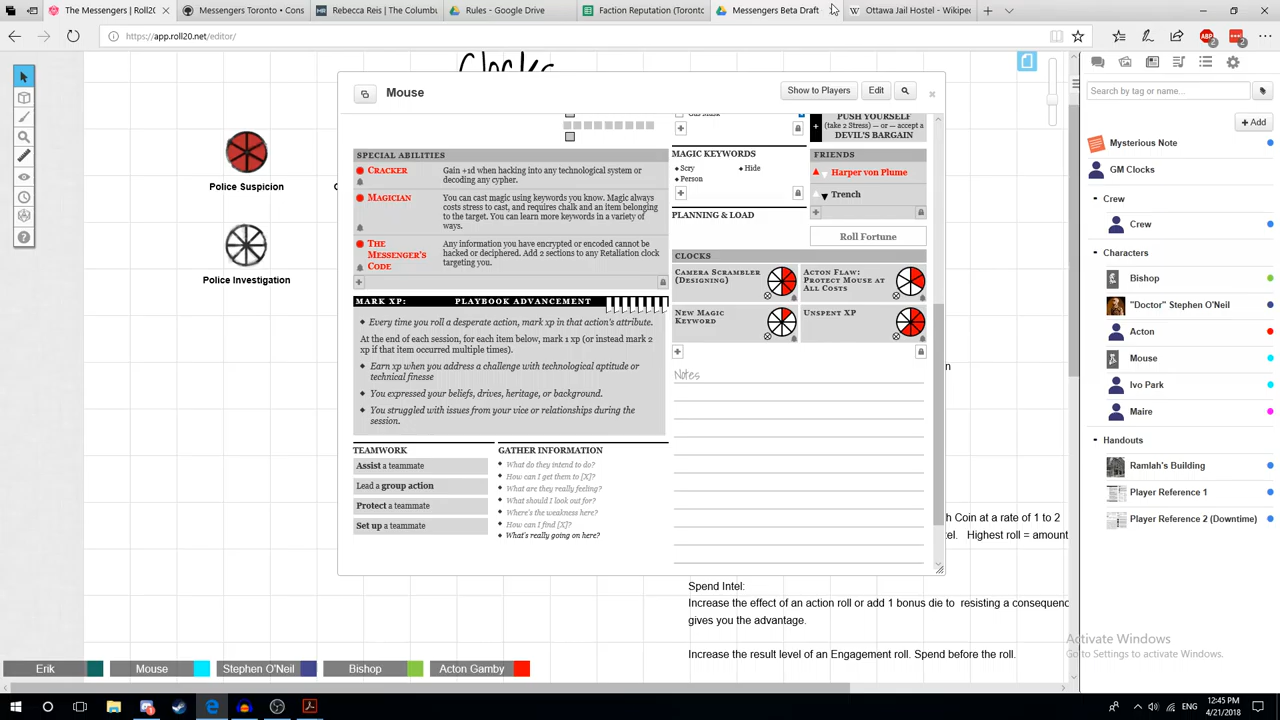 The Messengers | Roll20
Messengers Toronto • Cons
Rebecca Reis | The Columbu
Rules - Google Drive
Faction Reputation (Toronto
Messengers Beta Draft
Ottawa Jail Hostel - Wikipe
https://app.roll20.net/editor/
Clocks
Police Suspicion
Police Investigation
Mouse
Show to Players
Edit
SPECIAL ABILITIES
CRACKER
Gain +1d when hacking into any technological system or
decoding any cypher.
MAGICIAN
You can cast magic using keywords you know. Magic always
costs stress to cast, and requires chalk and an item belonging
to the target. You can learn more keywords in a variety of
ways.
THE
MESSENGER'S
CODE
Any information you have encrypted or encoded cannot be
hacked or deciphered. Add 2 sections to any Retaliation clock
targeting you.
MARK XP: PLAYBOOK ADVANCEMENT
Every time you roll a desperate action, mark xp in that action's attribute.
At the end of each session, for each item below, mark 1 xp (or instead mark 2
xp if that item occurred multiple times).
Earn xp when you address a challenge with technological aptitude or
technical finesse
You expressed your beliefs, drives, heritage, or background.
You struggled with issues from your vice or relationships during the
session.
TEAMWORK
Assist a teammate
Lead a group action
Protect a teammate
Set up a teammate
GATHER INFORMATION
What do they intend to do?
How can I get them to [X]?
What are they really feeling?
What should I look out for?
Where's the weakness here?
How can I find [X]?
What's really going on here?
MAGIC KEYWORDS
Scry
Hide
Person
PLANNING & LOAD
PUSH YOURSELF
(take 2 Stress) — or — accept a
DEVIL'S BARGAIN
FRIENDS
Harper von Plume
Trench
Roll Fortune
CLOCKS
CAMERA SCRAMBLER
(DESIGNING)
ACTON FLAW:
PROTECT MOUSE AT
ALL COSTS
NEW MAGIC
KEYWORD
UNSPENT XP
Notes
h Coin at a rate of 1 to 2
tel. Highest roll = amount
Spend Intel:
Increase the effect of an action roll or add 1 bonus die to resisting a consequenc
gives you the advantage.
Increase the result level of an Engagement roll. Spend before the roll.
Search by tag or name...
+ Add
Mysterious Note
GM Clocks
Crew
Crew
Characters
Bishop
"Doctor" Stephen O'Neil
Acton
Mouse
Ivo Park
Maire
Handouts
Ramlah's Building
Player Reference 1
Player Reference 2 (Downtime)
Activate Windows
Go to Settings to activate Windows.
Erik
Mouse
Stephen O'Neil
Bishop
Acton Gamby
ENG
12:45 PM
4/21/2018